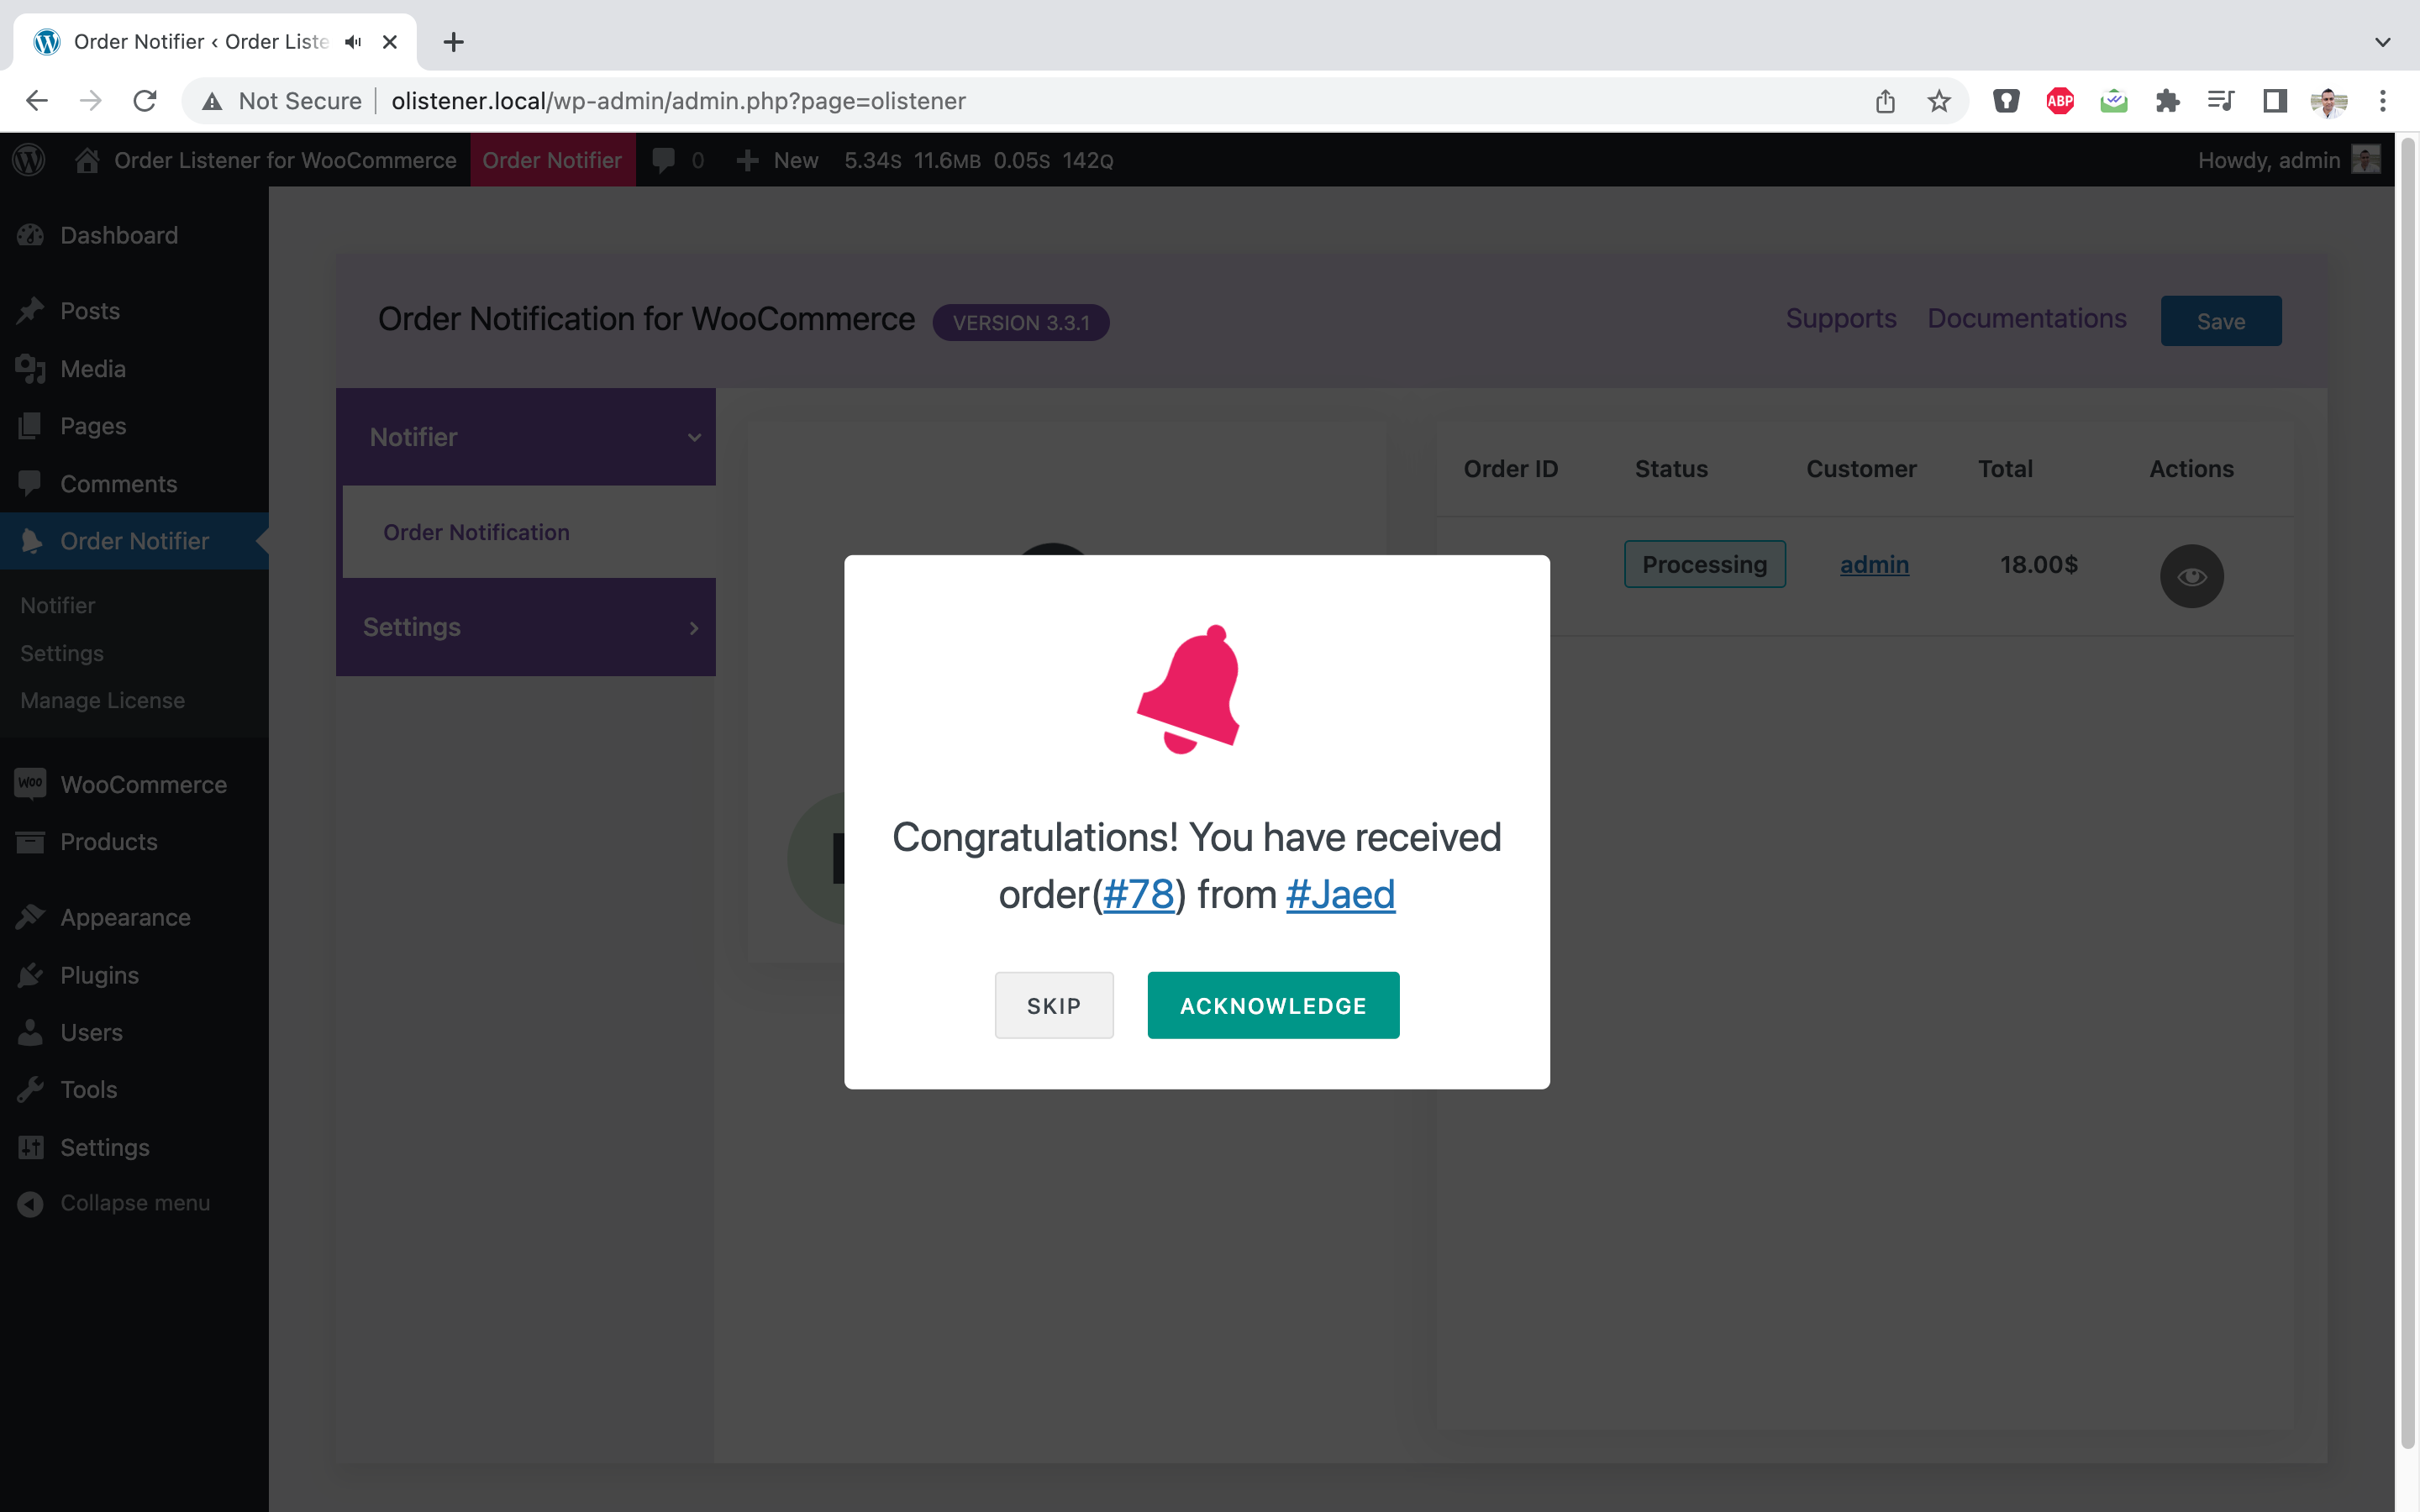 Order Notifier ‹ Order Liste
Not Secure olistener.local/wp-admin/admin.php?page=olistener
ABP
Order Listener for WooCommerce Order Notifier 0 New 5.34S 11.6MB 0.05S 142Q Howdy, admin
Dashboard
Posts
Media
Pages
Comments
Order Notifier
Notifier
Settings
Manage License
Woo WooCommerce
Products
Appearance
Plugins
Users
Tools
Settings
Collapse menu
Order Notification for WooCommerce VERSION 3.3.1 Supports Documentations Save
Notifier
Order Notification
Settings
Order ID Status Customer Total Actions
Processing admin 18.00$
Congratulations! You have received
order(#78) from #Jaed
SKIP ACKNOWLEDGE